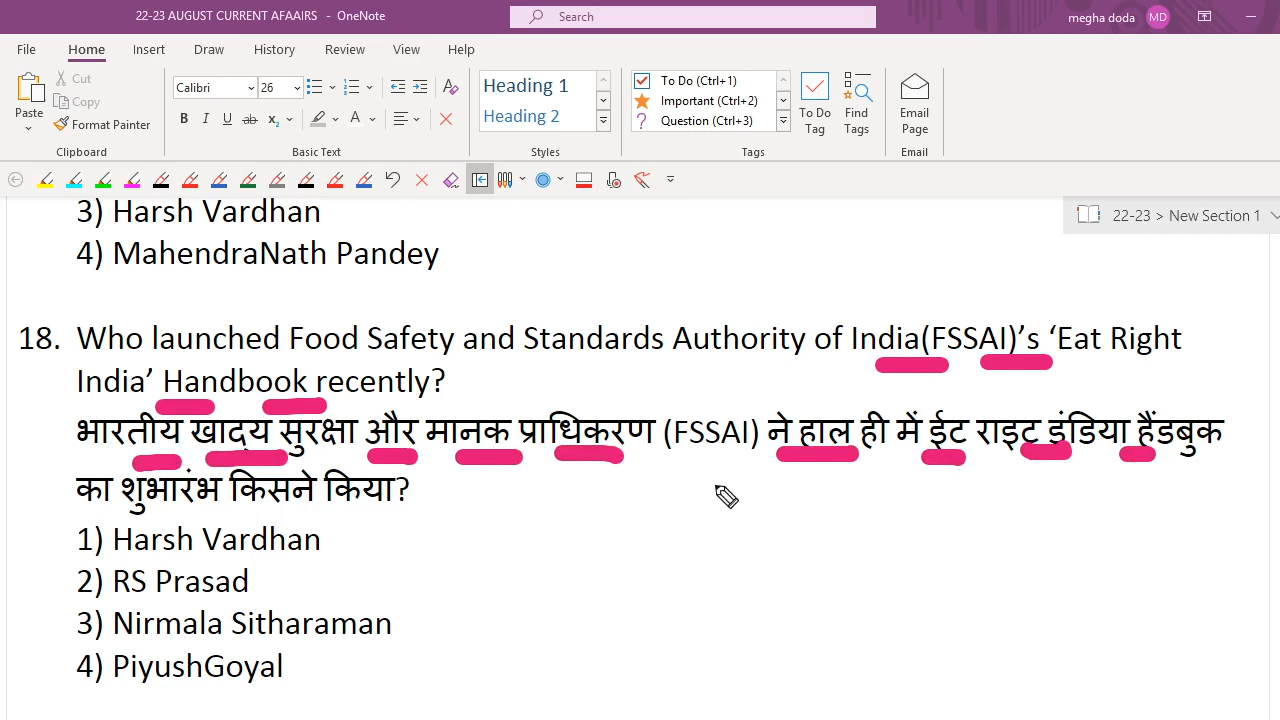 22-23 AUGUST CURRENT AFAAIRS - OneNote
Search
megha doda MD
File Home Insert Draw History Review View Help
Paste
Cut
Copy
Format Painter
Clipboard
Calibri 26
B I U ab x₂ A
Basic Text
Heading 1
Heading 2
Styles
To Do (Ctrl+1)
Important (Ctrl+2)
? Question (Ctrl+3)
To Do Tag
Find Tags
Tags
Email Page
Email
22-23 > New Section 1
3) Harsh Vardhan
4) MahendraNath Pandey
18. Who launched Food Safety and Standards Authority of India(FSSAI)’s ‘Eat Right
India’ Handbook recently?
भारतीय खाद्य सुरक्षा और मानक प्राधिकरण (FSSAI) ने हाल ही में ईट राइट इंडिया हैंडबुक
का शुभारंभ किसने किया?
1) Harsh Vardhan
2) RS Prasad
3) Nirmala Sitharaman
4) PiyushGoyal